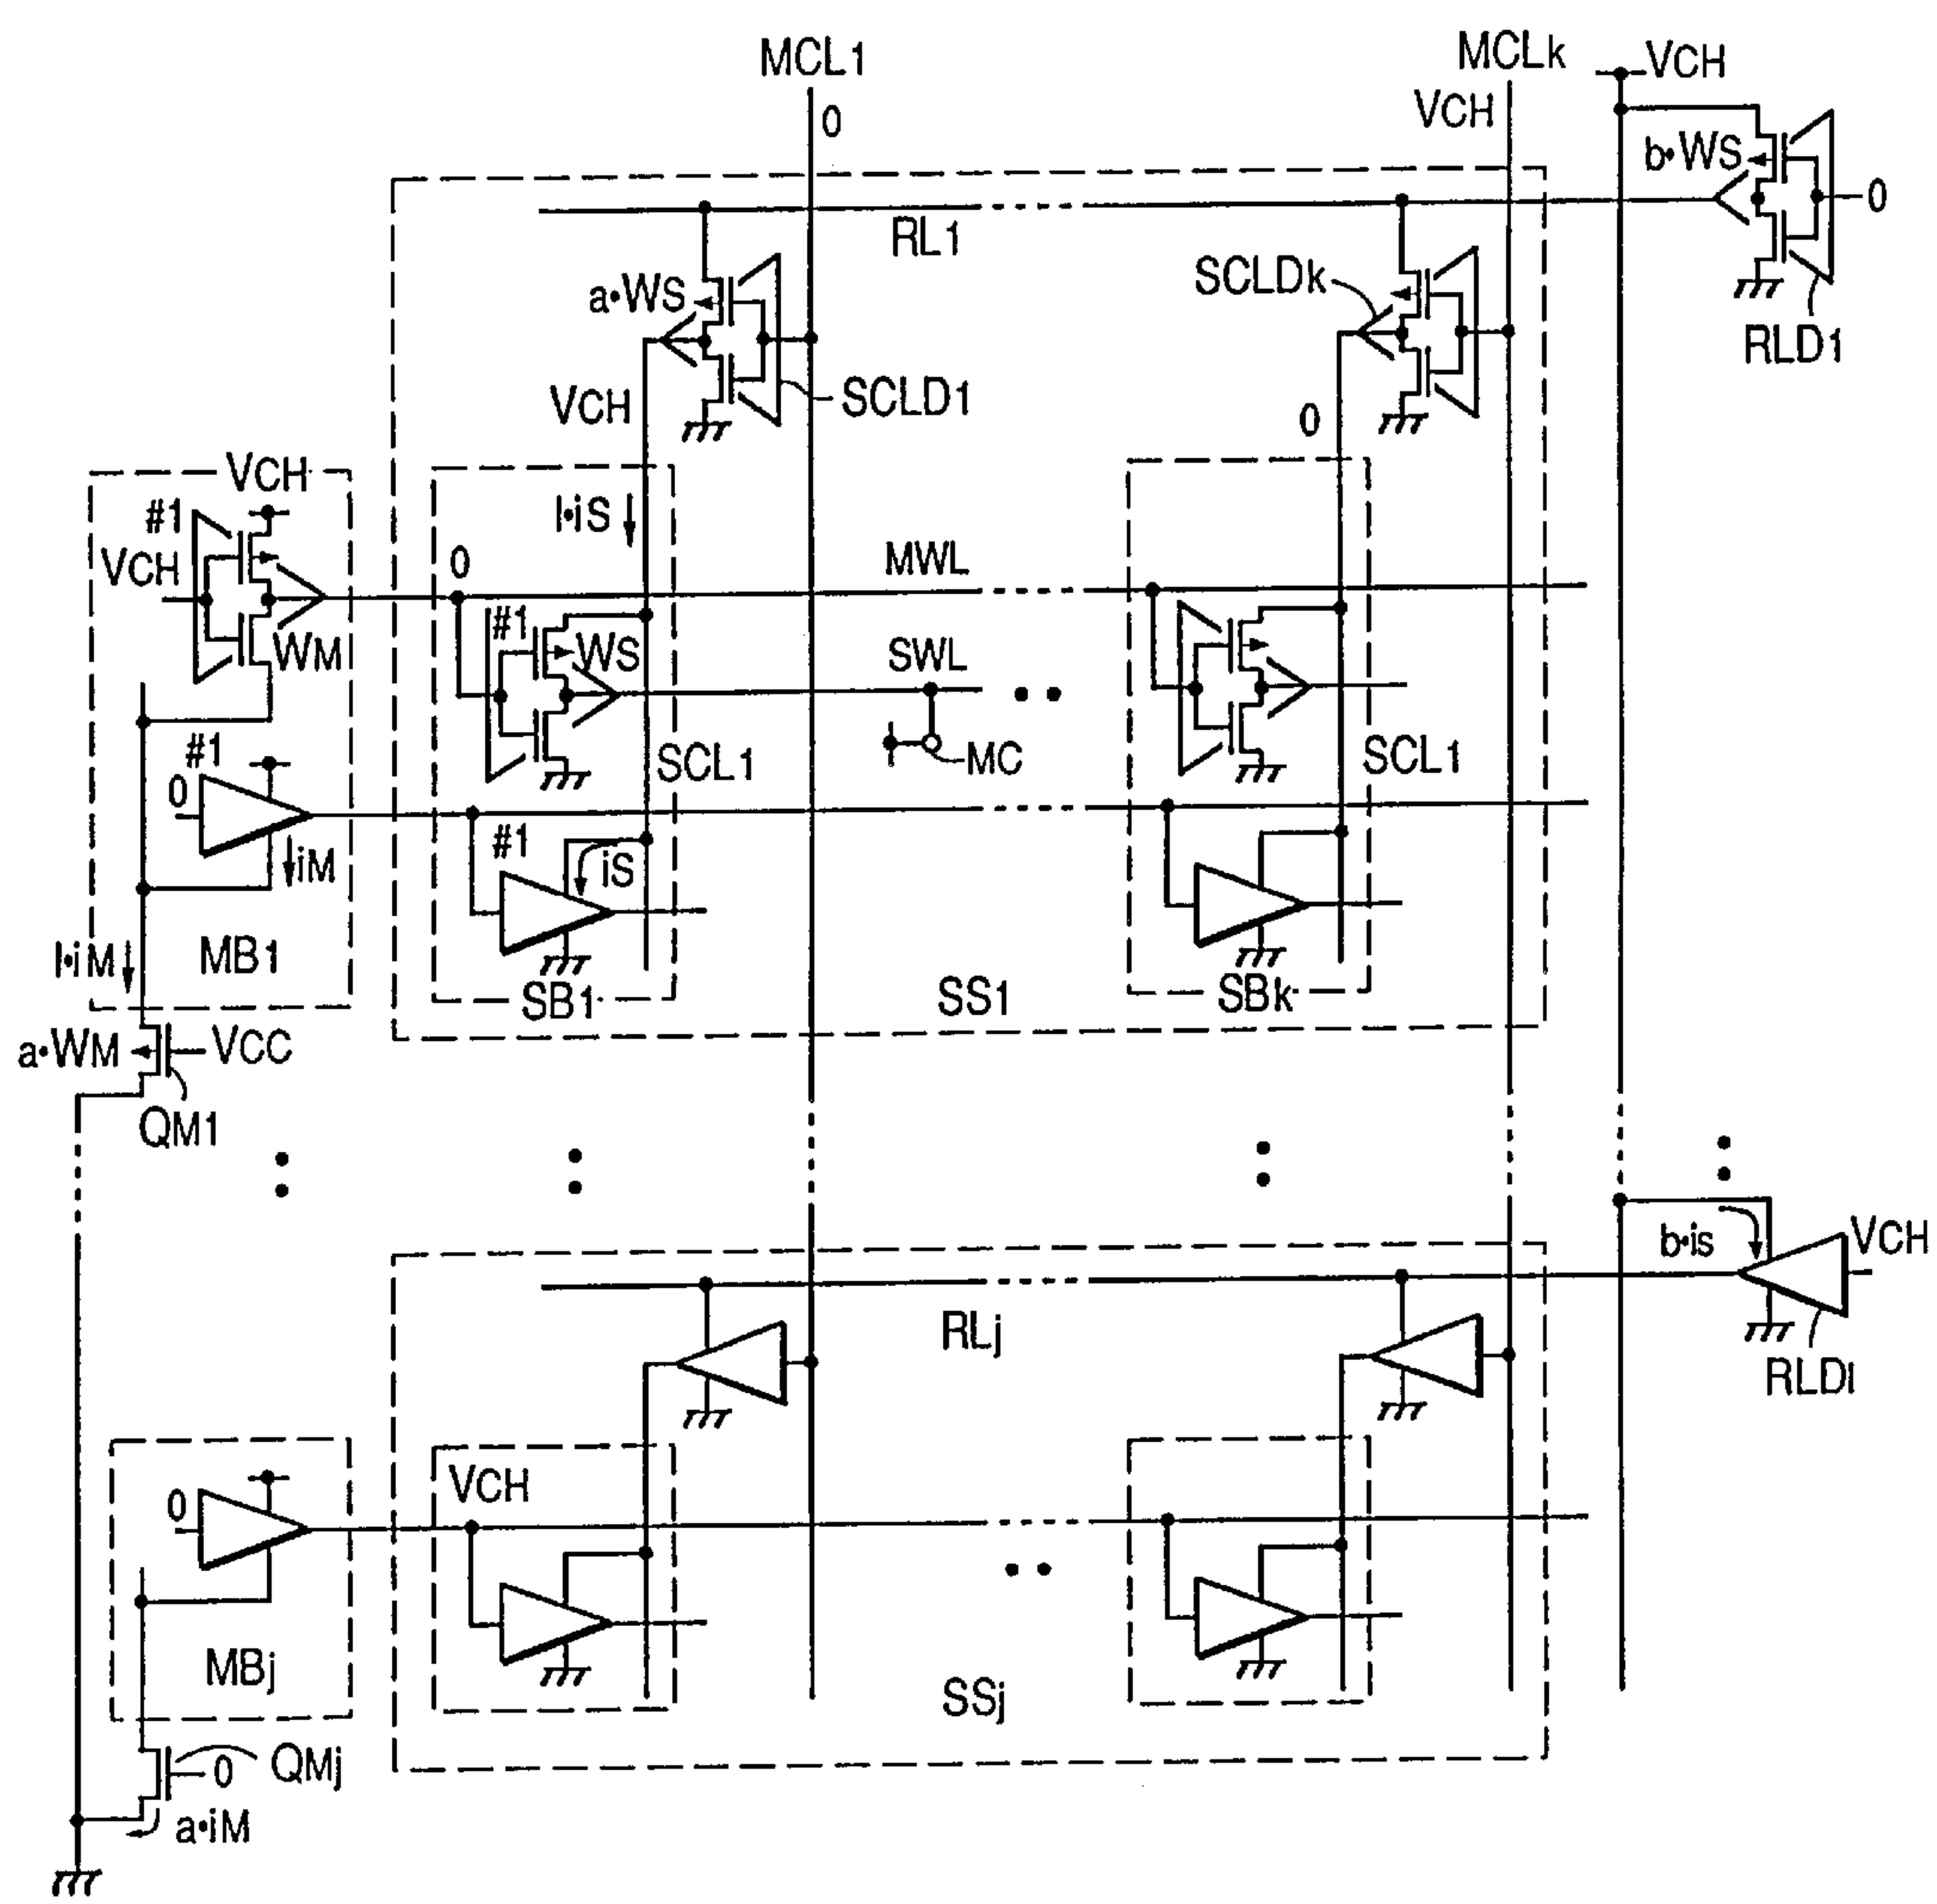 MCL1
MCLk
VCH
0
VCH
b•WS
0
RL1
RLD1
a•WS
SCLDk
SCLD1
VCH
0
VCH
#1
VCH
WM
l•iS
0
MWL
#1
WS
SWL
MC
SCL1
SCL1
#1
0
iM
#1
iS
l•iM
MB1
SB1
SS1
SBk
a•WM
VCC
QM1
b•is
VCH
RLj
RLDl
0
VCH
MBj
SSj
0
QMj
a•iM